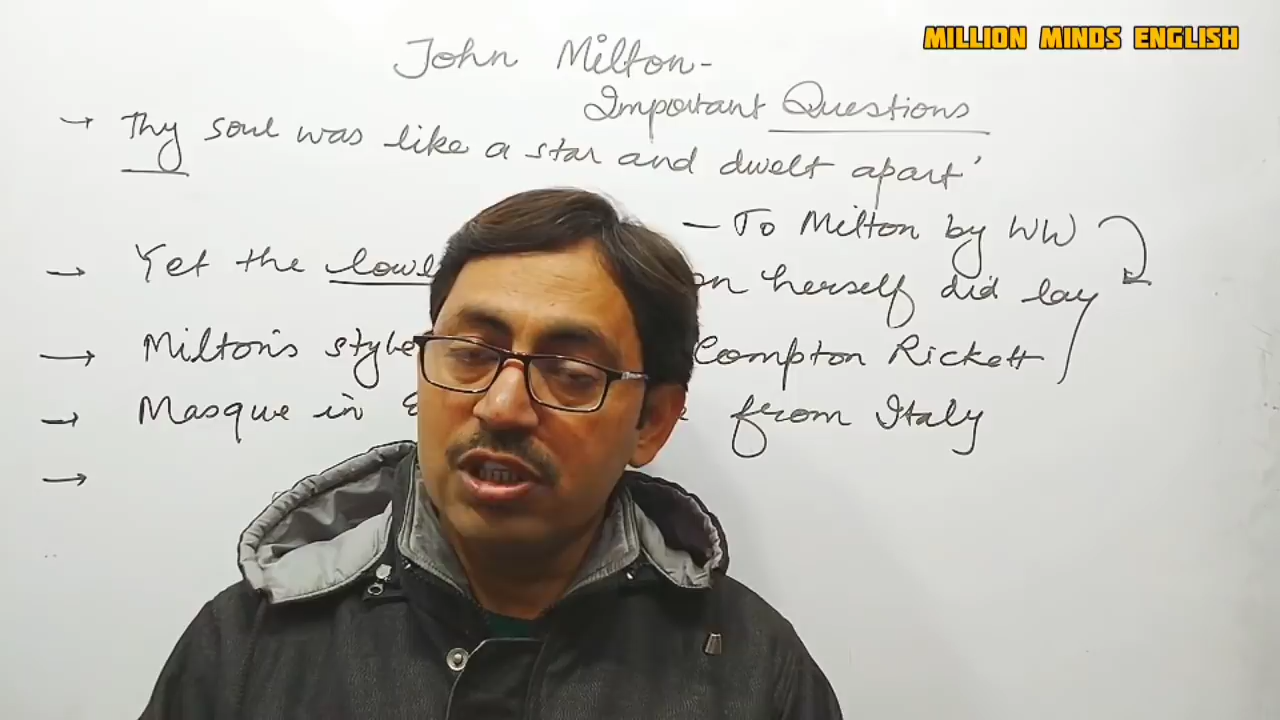 MILLION MINDS ENGLISH
John Milton-
Important Questions
→ Thy soul was like a star and dwelt apart'
- To Milton by WW
→ Yet the on herself did lay
→ Milton's style Compton Rickett
→ Masque in from Italy
→